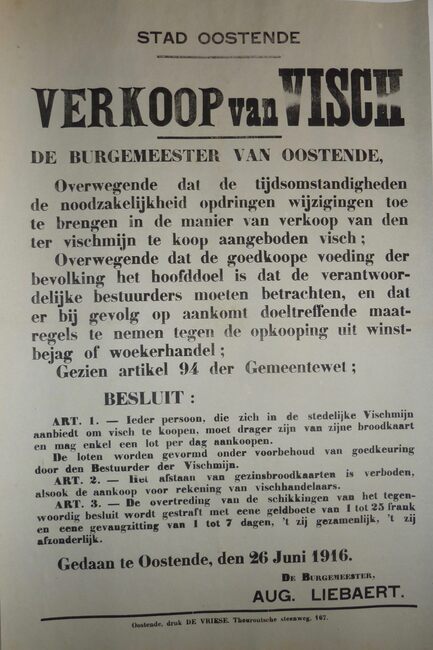 STAD OOSTENDE
VERKOOP van VISCH
DE BURGEMEESTER VAN OOSTENDE,
Overwegende dat de tijdsomstandigheden
de noodzakelijkheid opdringen wijzigingen toe
te brengen in de manier van verkoop van den
ter vischmijn te koop aangeboden visch ;
Overwegende dat de goedkoope voeding der
bevolking het hoofddoel is dat de verantwoor-
delijke bestuurders moeten betrachten, en dat
er bij gevolg op aankomt doeltreffende maat-
regels te nemen tegen de opkooping uit winst-
bejag of woekerhandel ;
Gezien artikel 94 der Gemeentewet ;
BESLUIT :
ART. 1. — Ieder persoon, die zich in de stedelijke Vischmijn
aanbiedt om visch te koopen, moet drager zijn van zijne broodkaart
en mag enkel een lot per dag aankoopen.
De loten worden gevormd onder voorbehoud van goedkeuring
door den Bestuurder der Vischmijn.
ART. 2. — Het afstaan van gezinsbroodkaarten is verboden,
alsook de aankoop voor rekening van vischhandelaars.
ART. 3. — De overtreding van de schikkingen van het tegen-
woordig besluit wordt gestraft met eene geldboete van 1 tot 25 frank
en eene gevangzitting van 1 tot 7 dagen, 't zij gezamenlijk, 't zij
afzonderlijk.
Gedaan te Oostende, den 26 Juni 1916.
DE BURGEMEESTER,
AUG. LIEBAERT.
Oostende, druk DE VRIESE, Thouroutsche steenweg, 167.